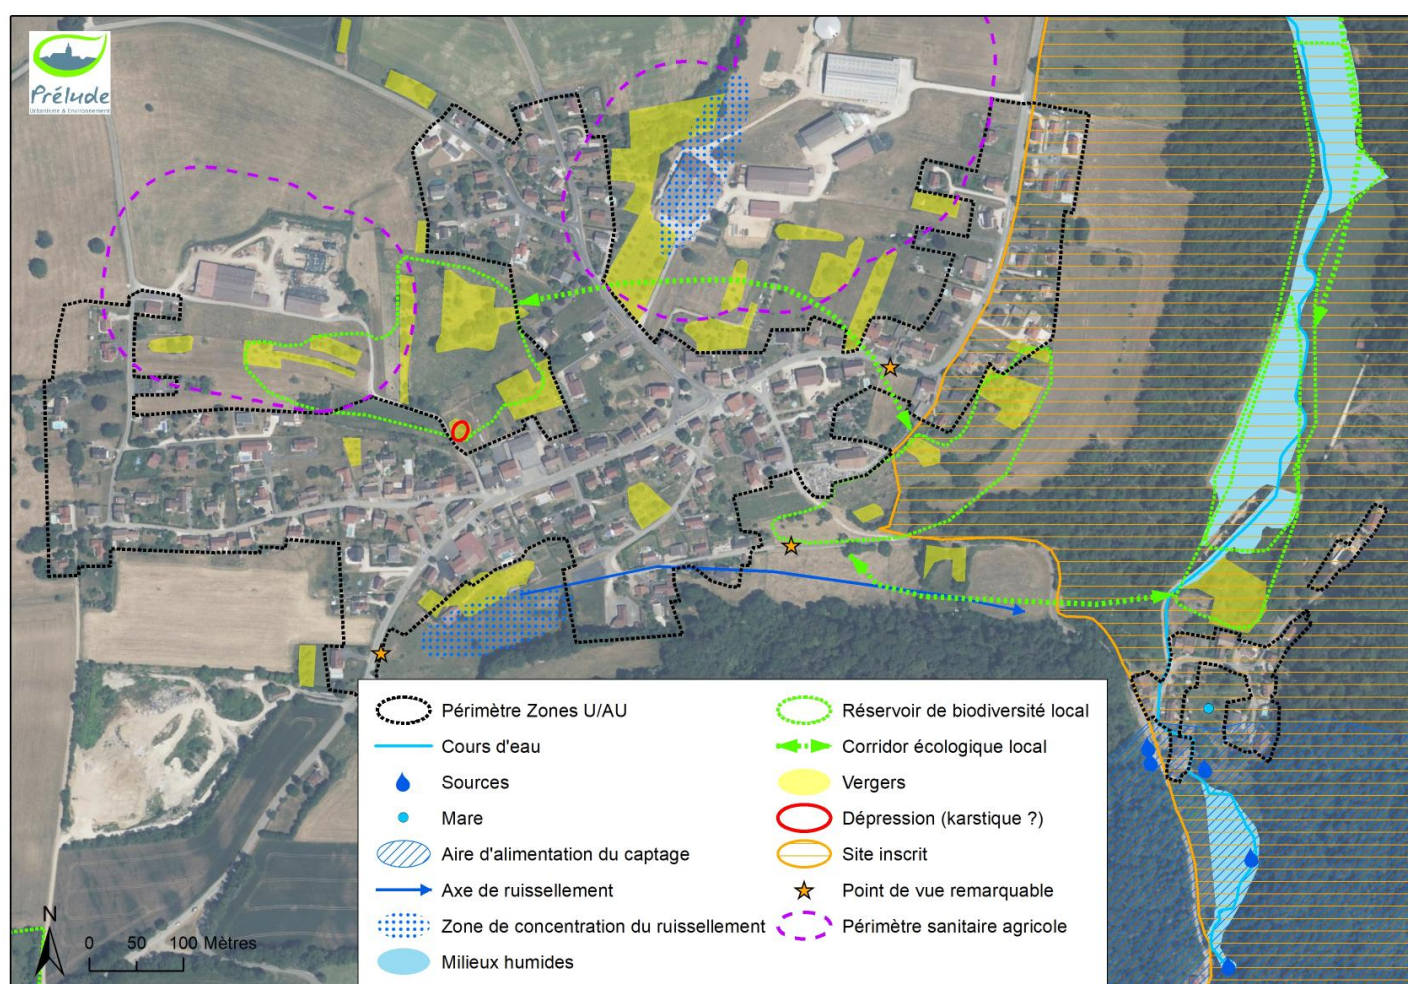 Prélude
Urbanisme & Environnement
Périmètre Zones U/AU
Cours d'eau
Sources
Mare
Aire d'alimentation du captage
Axe de ruissellement
Zone de concentration du ruissellement
Milieux humides
Réservoir de biodiversité local
Corridor écologique local
Vergers
Dépression (karstique ?)
Site inscrit
Point de vue remarquable
Périmètre sanitaire agricole
N
0 50 100 Mètres